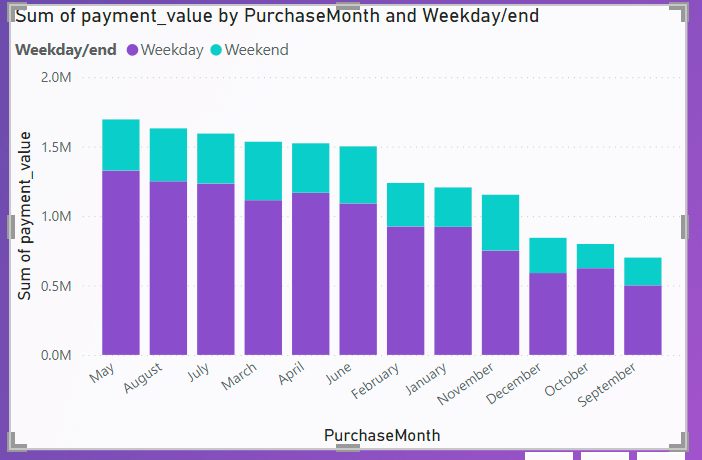 Sum of payment_value by PurchaseMonth and Weekday/end
Weekday/end Weekday Weekend
2.0M
1.5M
1.0M
0.5M
0.0M
Sum of payment_value
May August July March April June February January November December October September
PurchaseMonth